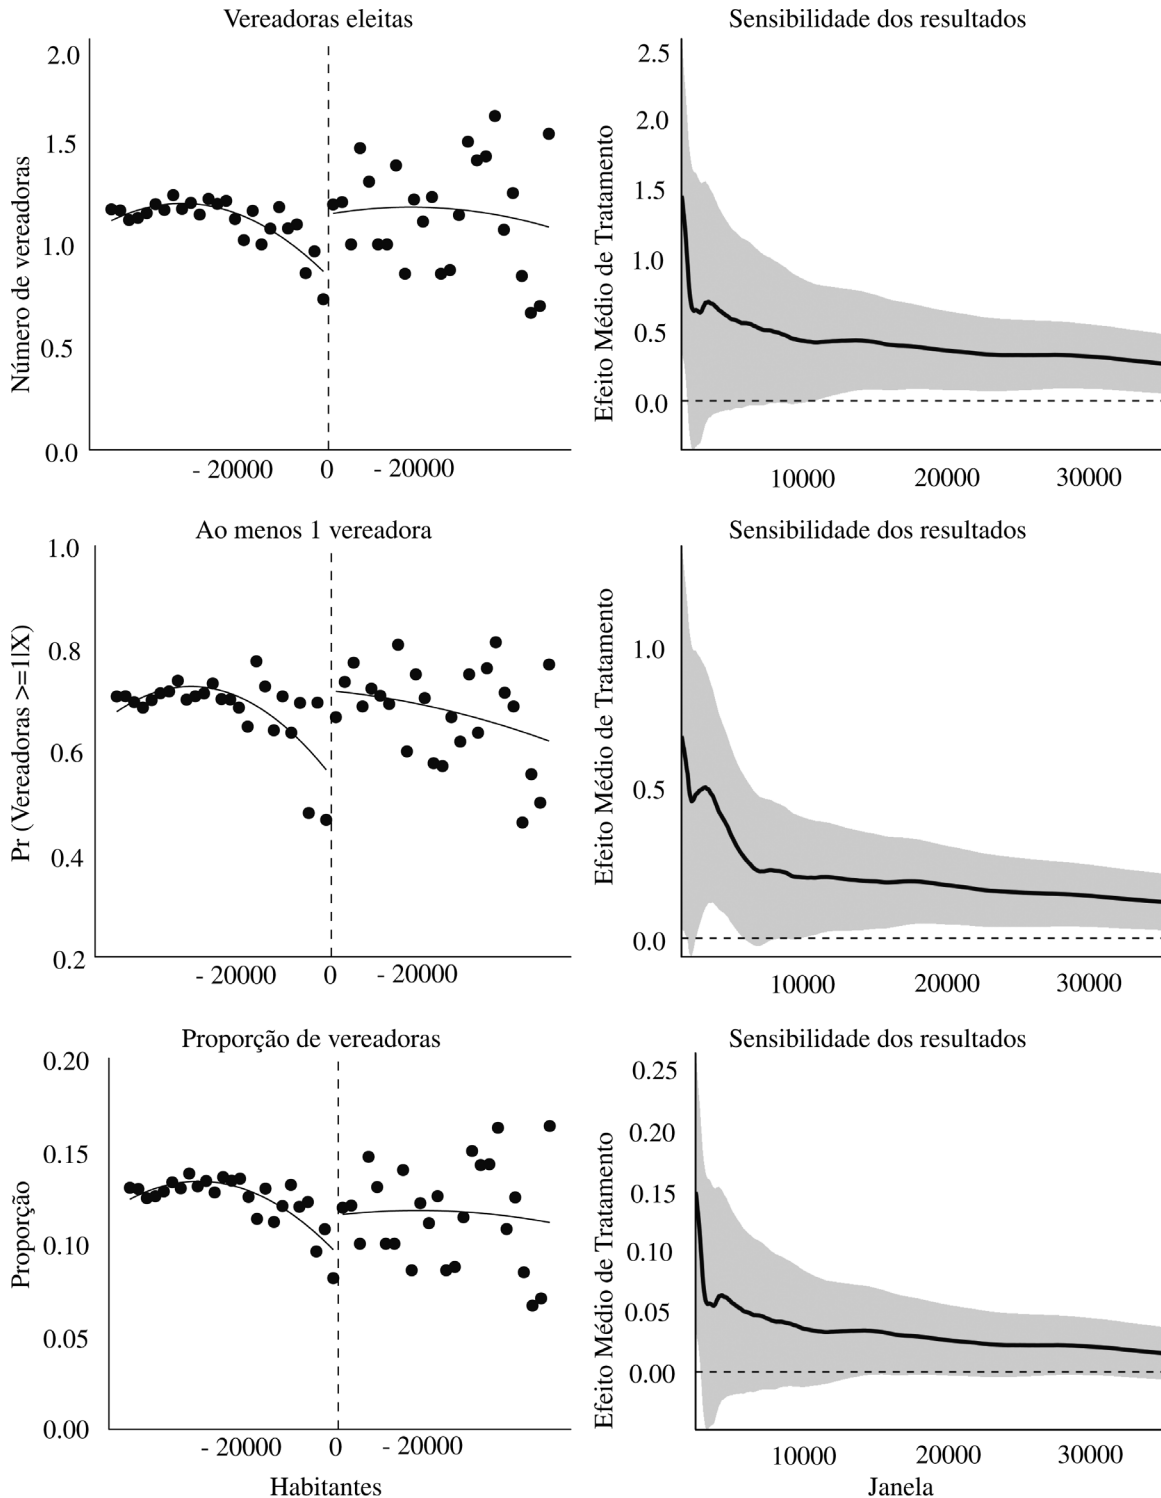 Vereadoras eleitas
Número de vereadoras
2.0
1.5
1.0
0.5
0.0
- 20000 0 - 20000
Sensibilidade dos resultados
Efeito Médio de Tratamento
2.5
2.0
1.5
1.0
0.5
0.0
10000 20000 30000
Ao menos 1 vereadora
Pr (Vereadoras >=1|X)
1.0
0.8
0.6
0.4
0.2
- 20000 0 - 20000
Sensibilidade dos resultados
Efeito Médio de Tratamento
1.0
0.5
0.0
10000 20000 30000
Proporção de vereadoras
Proporção
0.20
0.15
0.10
0.05
0.00
- 20000 0 - 20000
Habitantes
Sensibilidade dos resultados
Efeito Médio de Tratamento
0.25
0.20
0.15
0.10
0.05
0.00
10000 20000 30000
Janela